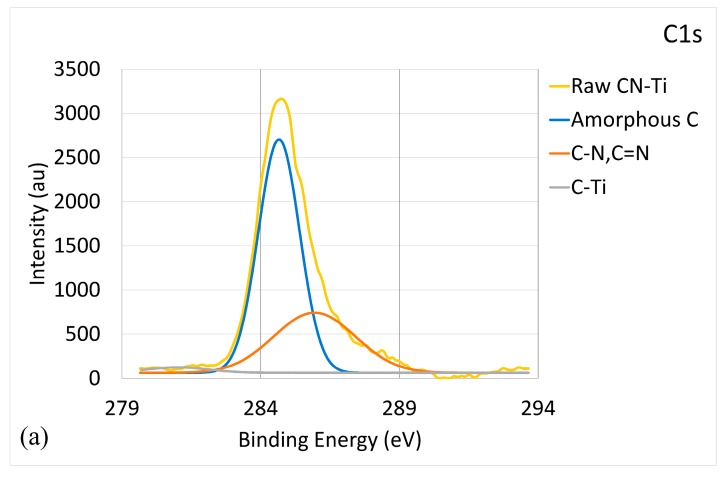 C1s
3500
3000
2500
2000
1500
1000
500
0
Intensity (au)
279
284
289
294
Binding Energy (eV)
Raw CN-Ti
Amorphous C
C-N,C=N
C-Ti
(a)